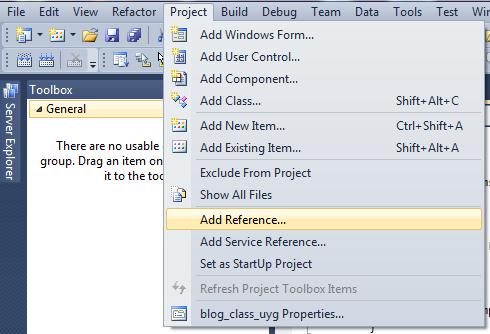 File Edit View Refactor Project Build Debug Team Data Tools Test
Toolbox
Server Explorer
General
There are no usable
group. Drag an item on
it to the too
Add Windows Form...
Add User Control...
Add Component...
Add Class... Shift+Alt+C
Add New Item... Ctrl+Shift+A
Add Existing Item... Shift+Alt+A
Exclude From Project
Show All Files
Add Reference...
Add Service Reference...
Set as StartUp Project
Refresh Project Toolbox Items
blog_class_uyg Properties...